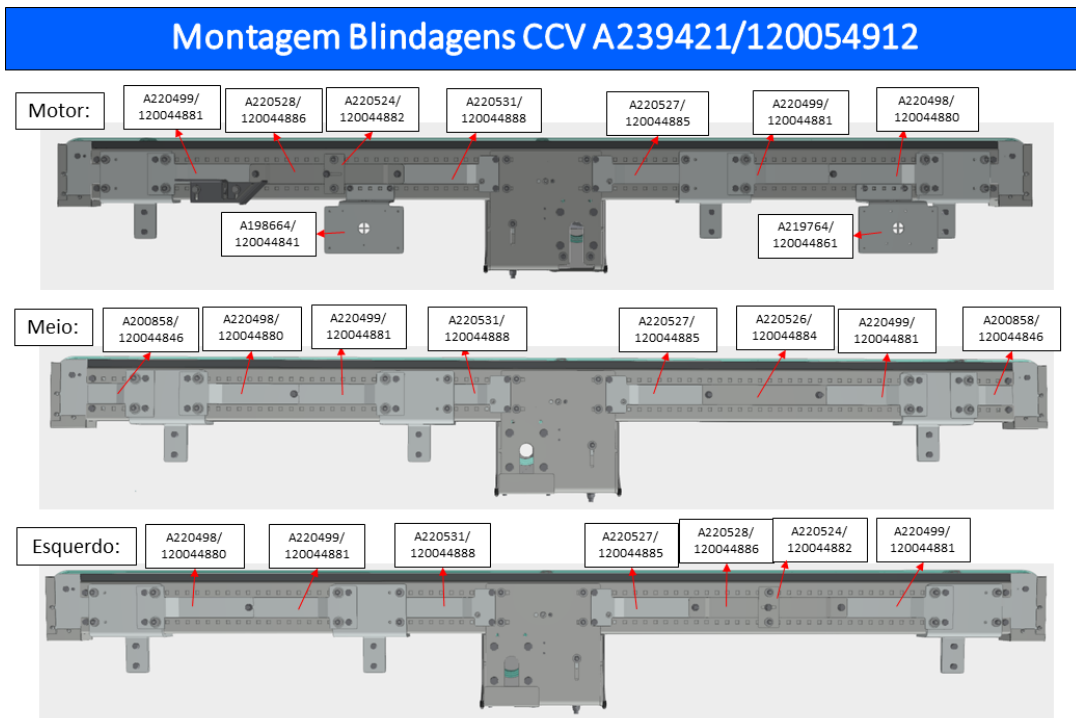 Montagem Blindagens CCV A239421/120054912
Motor:
A220499/
120044881
A220528/
120044886
A220524/
120044882
A220531/
120044888
A220527/
120044885
A220499/
120044881
A220498/
120044880
A198664/
120044841
A219764/
120044861
Meio:
A200858/
120044846
A220498/
120044880
A220499/
120044881
A220531/
120044888
A220527/
120044885
A220526/
120044884
A220499/
120044881
A200858/
120044846
Esquerdo:
A220498/
120044880
A220499/
120044881
A220531/
120044888
A220527/
120044885
A220528/
120044886
A220524/
120044882
A220499/
120044881